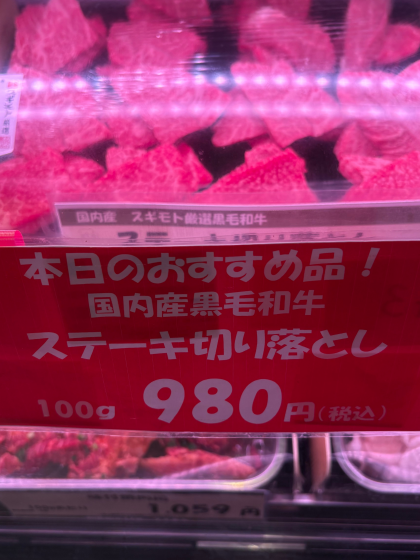 国内産 スギモト厳選黒毛和牛
本日のおすすめ品！
国内産黒毛和牛
ステーキ切り落とし
100g 980円(税込)
1,059円